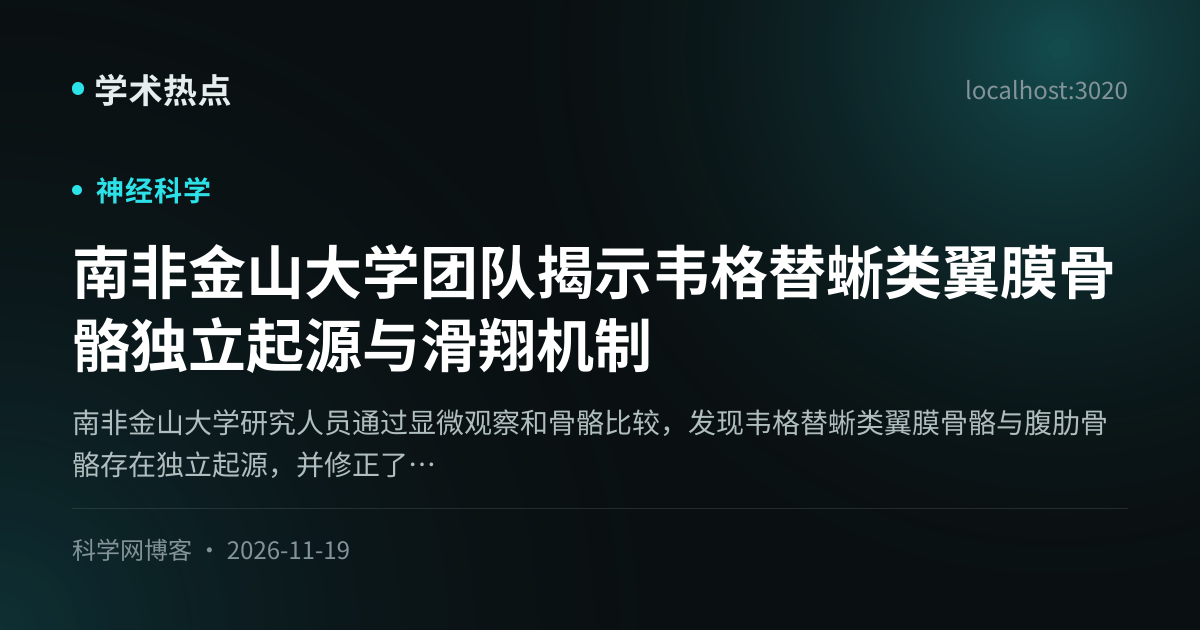 学术热点
localhost:3020
神经科学
南非金山大学团队揭示韦格替蜥类翼膜骨
骼独立起源与滑翔机制
南非金山大学研究人员通过显微观察和骨骼比较，发现韦格替蜥类翼膜骨骼与腹肋骨
骼存在独立起源，并修正了…
科学网博客 · 2026-11-19